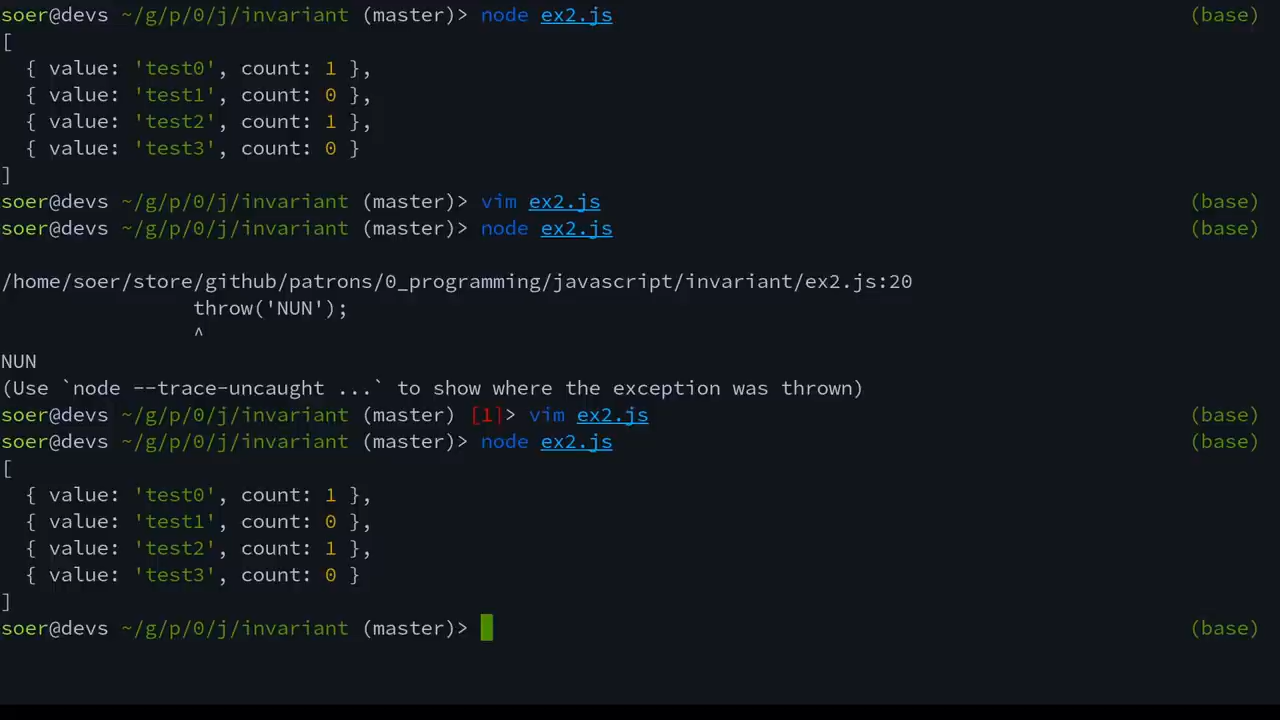 soer@devs ~/g/p/0/j/invariant (master)> node ex2.js (base)
[
  { value: 'test0', count: 1 },
  { value: 'test1', count: 0 },
  { value: 'test2', count: 1 },
  { value: 'test3', count: 0 }
]
soer@devs ~/g/p/0/j/invariant (master)> vim ex2.js (base)
soer@devs ~/g/p/0/j/invariant (master)> node ex2.js (base)
/home/soer/store/github/patrons/0_programming/javascript/invariant/ex2.js:20
                throw('NUN');
                ^
NUN
(Use `node --trace-uncaught ...` to show where the exception was thrown)
soer@devs ~/g/p/0/j/invariant (master) [1]> vim ex2.js (base)
soer@devs ~/g/p/0/j/invariant (master)> node ex2.js (base)
[
  { value: 'test0', count: 1 },
  { value: 'test1', count: 0 },
  { value: 'test2', count: 1 },
  { value: 'test3', count: 0 }
]
soer@devs ~/g/p/0/j/invariant (master)> (base)